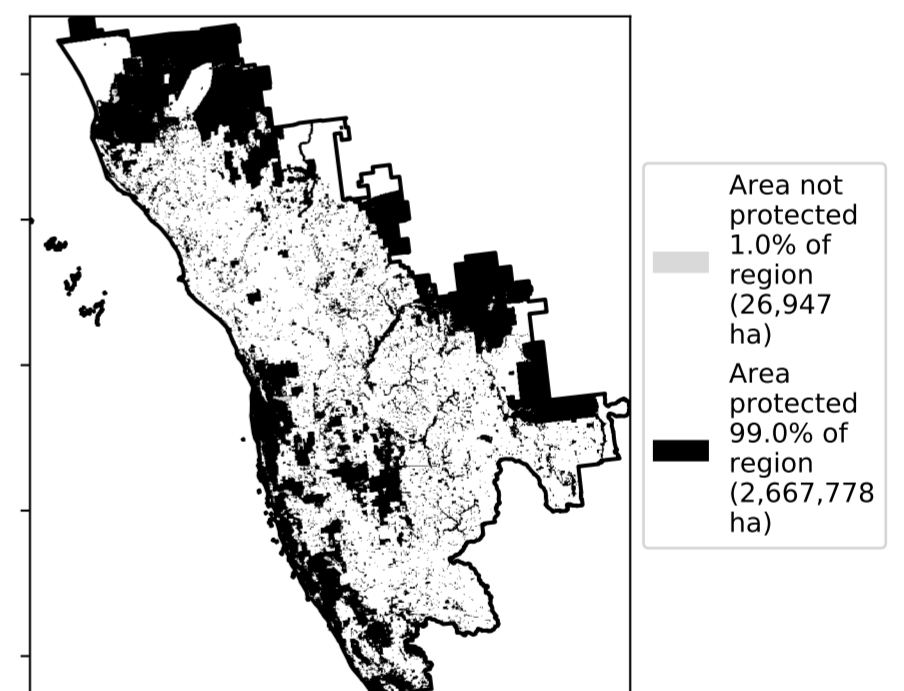 Area not
protected
1.0% of
region
(26,947
ha)
Area
protected
99.0% of
region
(2,667,778
ha)